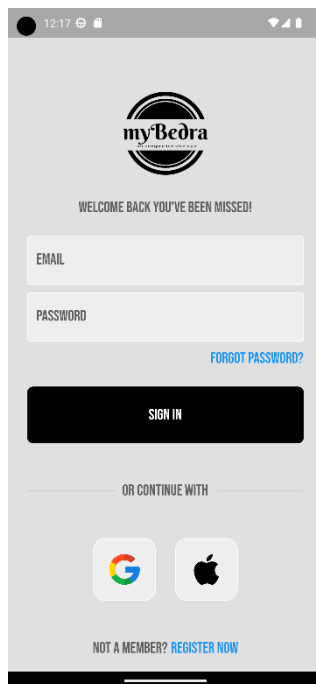 12:17
myBedra
WELCOME BACK YOU'VE BEEN MISSED!
EMAIL
PASSWORD
FORGOT PASSWORD?
SIGN IN
OR CONTINUE WITH
NOT A MEMBER? REGISTER NOW